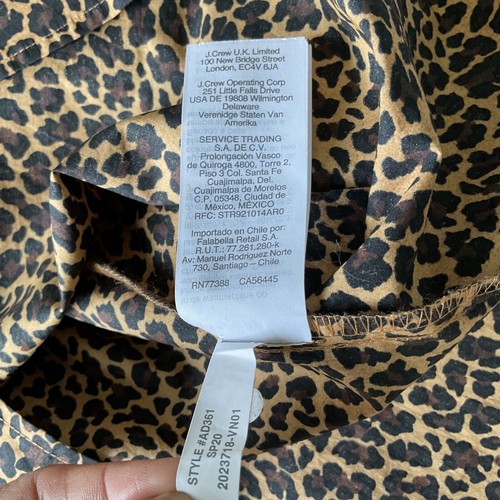 J.Crew U.K. Limited
100 New Bridge Street
London, EC4V 6JA
J.Crew Operating Corp
251 Little Falls Drive
USA DE 19808 Wilmington
Delaware
Verenidge Staten Van
Amerika
SERVICE TRADING
S.A. DE C.V.
Prolongación Vasco
de Quiroga 4800, Torre 2,
Piso 3 Col. Santa Fe
Cuajimalpa, Del.
Cuajimalpa de Morelos
C.P. 05348, Ciudad de
México, MÉXICO
RFC: STR921014AR0
Importado en Chile por:
Falabella Retail S.A.
R.U.T.: 77.261.280-k
Av: Manuel Rodriguez Norte
730, Santiago – Chile
RN77388 CA56445
STYLE #AD361
SP20
2023718-VN01